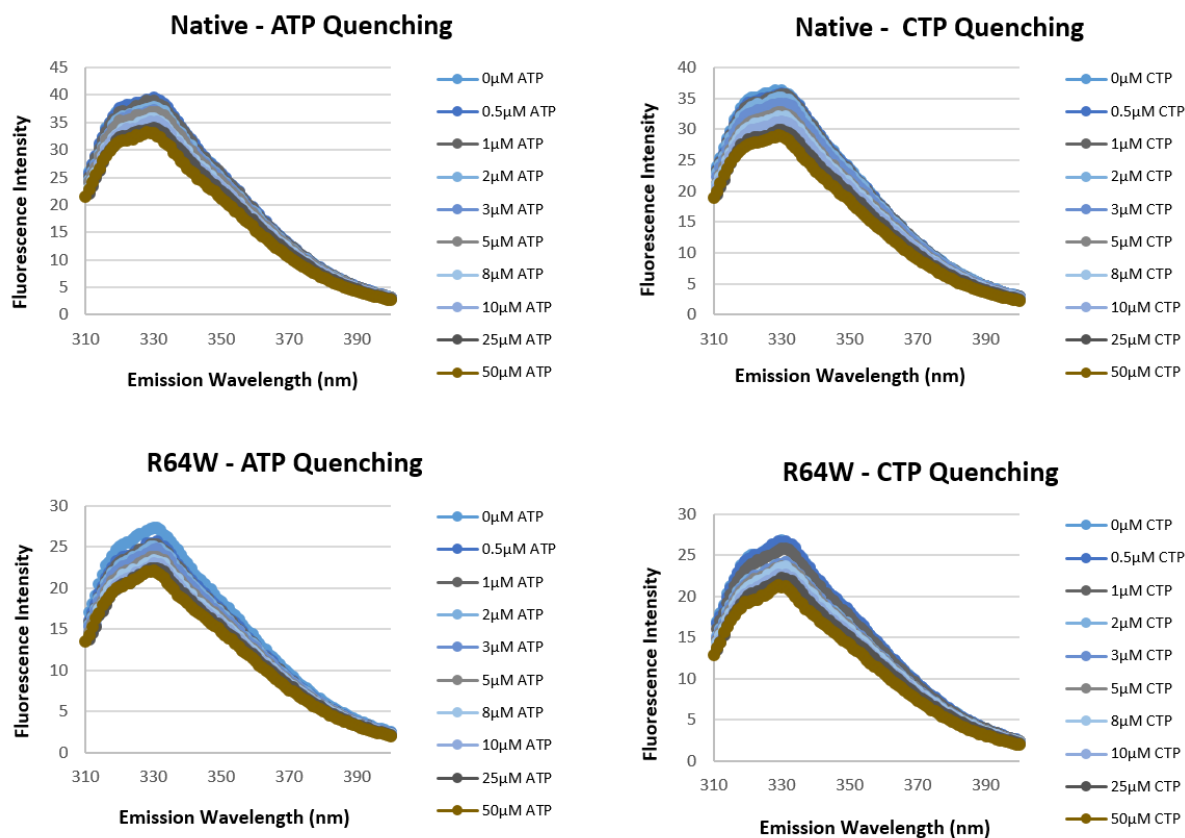 Native - ATP Quenching
Fluorescence Intensity
45
40
35
30
25
20
15
10
5
0
310 330 350 370 390
Emission Wavelength (nm)
0µM ATP
0.5µM ATP
1µM ATP
2µM ATP
3µM ATP
5µM ATP
8µM ATP
10µM ATP
25µM ATP
50µM ATP
Native - CTP Quenching
Fluorescence Intensity
40
35
30
25
20
15
10
5
0
310 330 350 370 390
Emission Wavelength (nm)
0µM CTP
0.5µM CTP
1µM CTP
2µM CTP
3µM CTP
5µM CTP
8µM CTP
10µM CTP
25µM CTP
50µM CTP
R64W - ATP Quenching
Fluorescence Intensity
30
25
20
15
10
5
0
310 330 350 370 390
Emission Wavelength (nm)
0µM ATP
0.5µM ATP
1µM ATP
2µM ATP
3µM ATP
5µM ATP
8µM ATP
10µM ATP
25µM ATP
50µM ATP
R64W - CTP Quenching
Fluorescence Intensity
30
25
20
15
10
5
0
310 330 350 370 390
Emission Wavelength (nm)
0µM CTP
0.5µM CTP
1µM CTP
2µM CTP
3µM CTP
5µM CTP
8µM CTP
10µM CTP
25µM CTP
50µM CTP